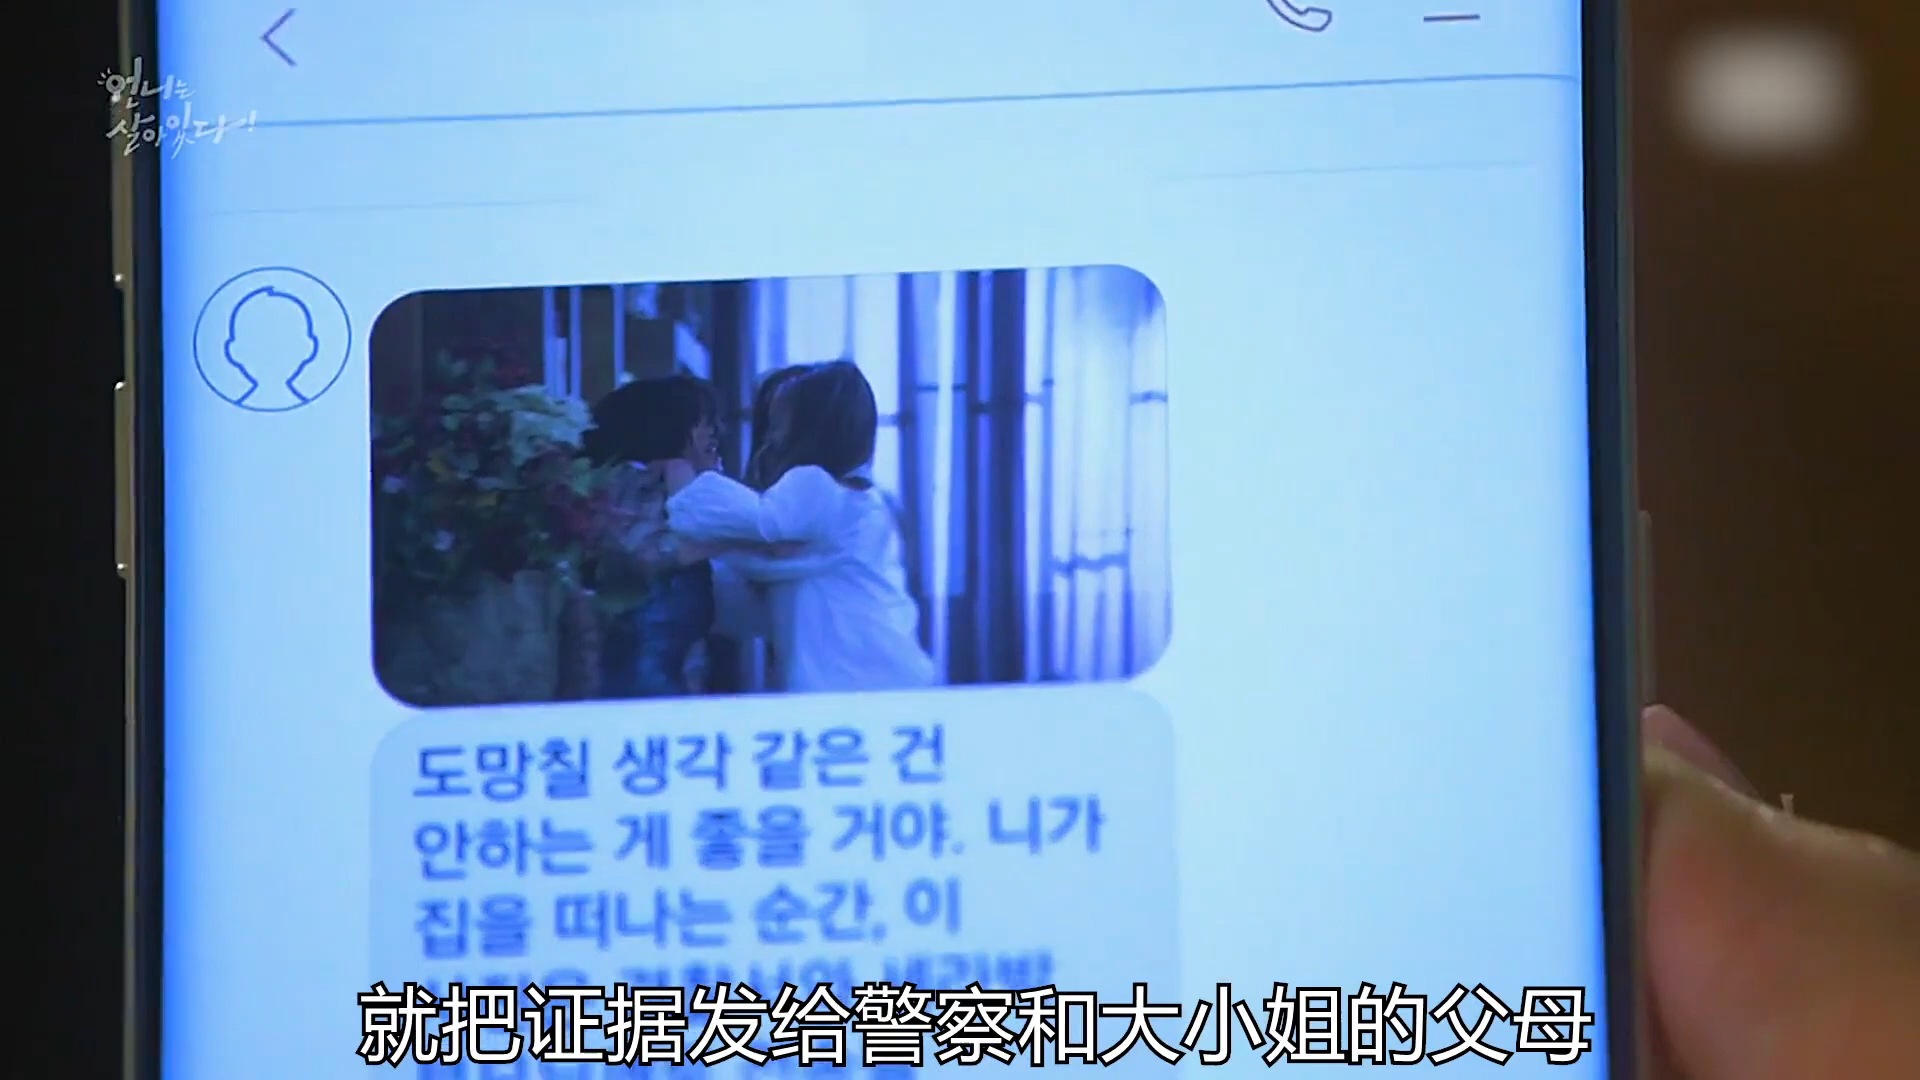 언니는
살아있다!
도망칠 생각 같은 건
안하는 게 좋을 거야. 니가
집을 떠나는 순간, 이
就把证据发给警察和大小姐的父母